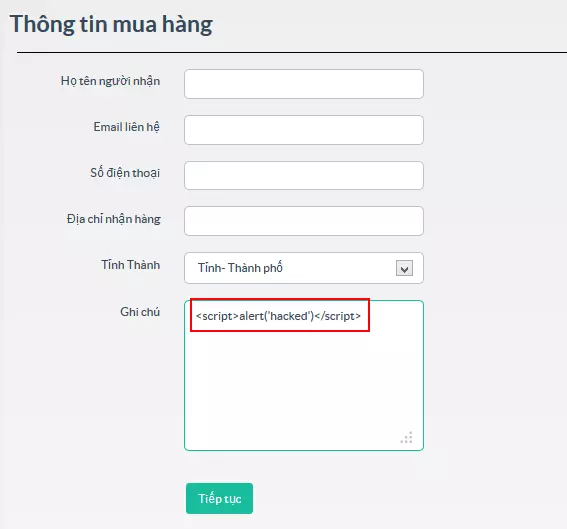 Thông tin mua hàng
Họ tên người nhận
Email liên hệ
Số điện thoại
Địa chỉ nhận hàng
Tỉnh Thành
Tỉnh- Thành phố
Ghi chú
<script>alert('hacked')</script>
Tiếp tục